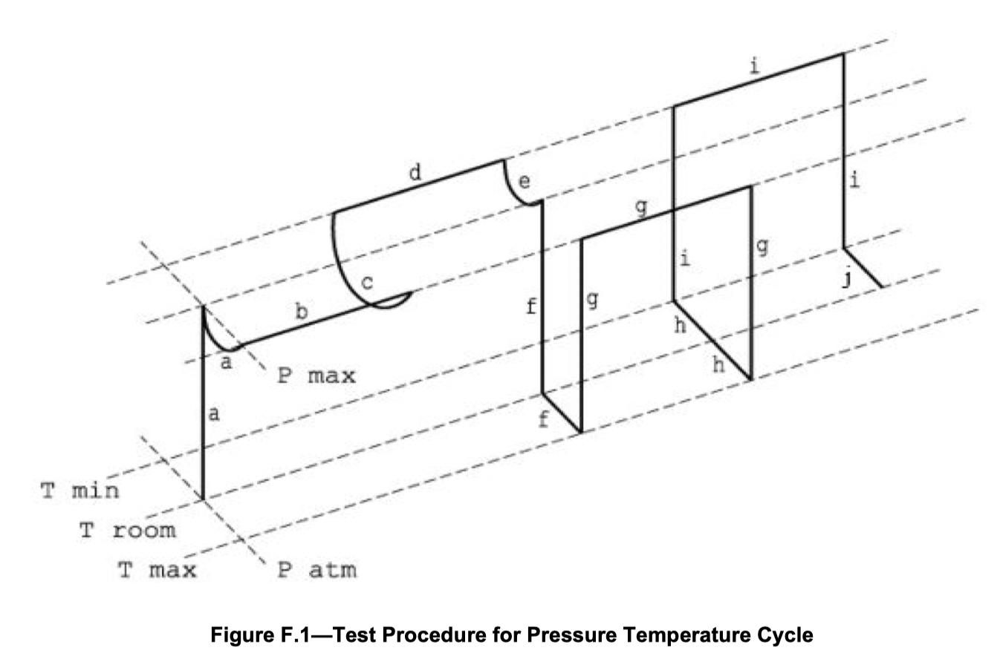 i
d
e
i
g
g
i
c
g
j
b
f
h
a
h
P max
a
f
T min
T room
T max
P atm
Figure F.1—Test Procedure for Pressure Temperature Cycle